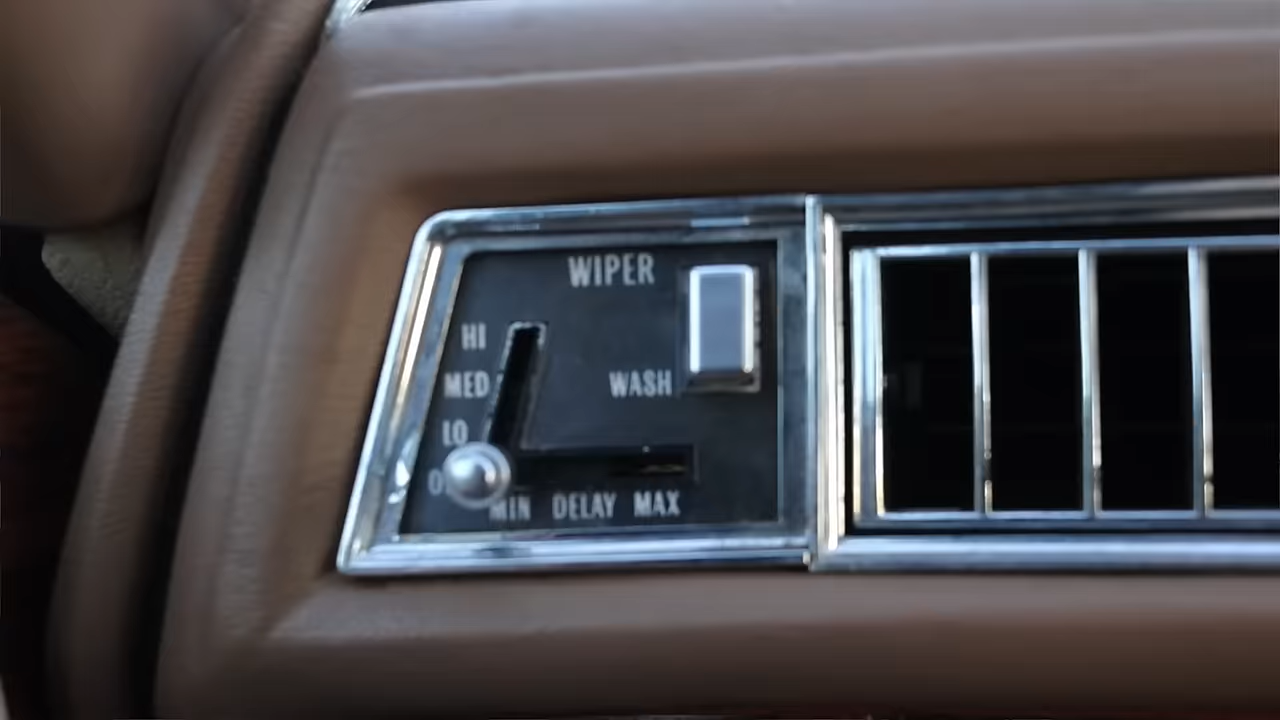 WIPER
HI
MED
WASH
LO
MIN DELAY MAX